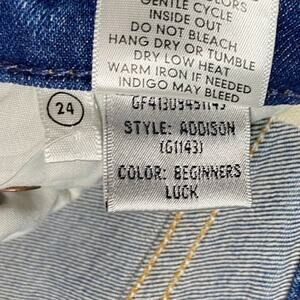 GENTLE CYCLE
INSIDE OUT
DO NOT BLEACH
HANG DRY OR TUMBLE
DRY LOW HEAT
WARM IRON IF NEEDED
INDIGO MAY BLEED
24
STYLE: ADDISON
(G1143)
COLOR: BEGINNERS
LUCK